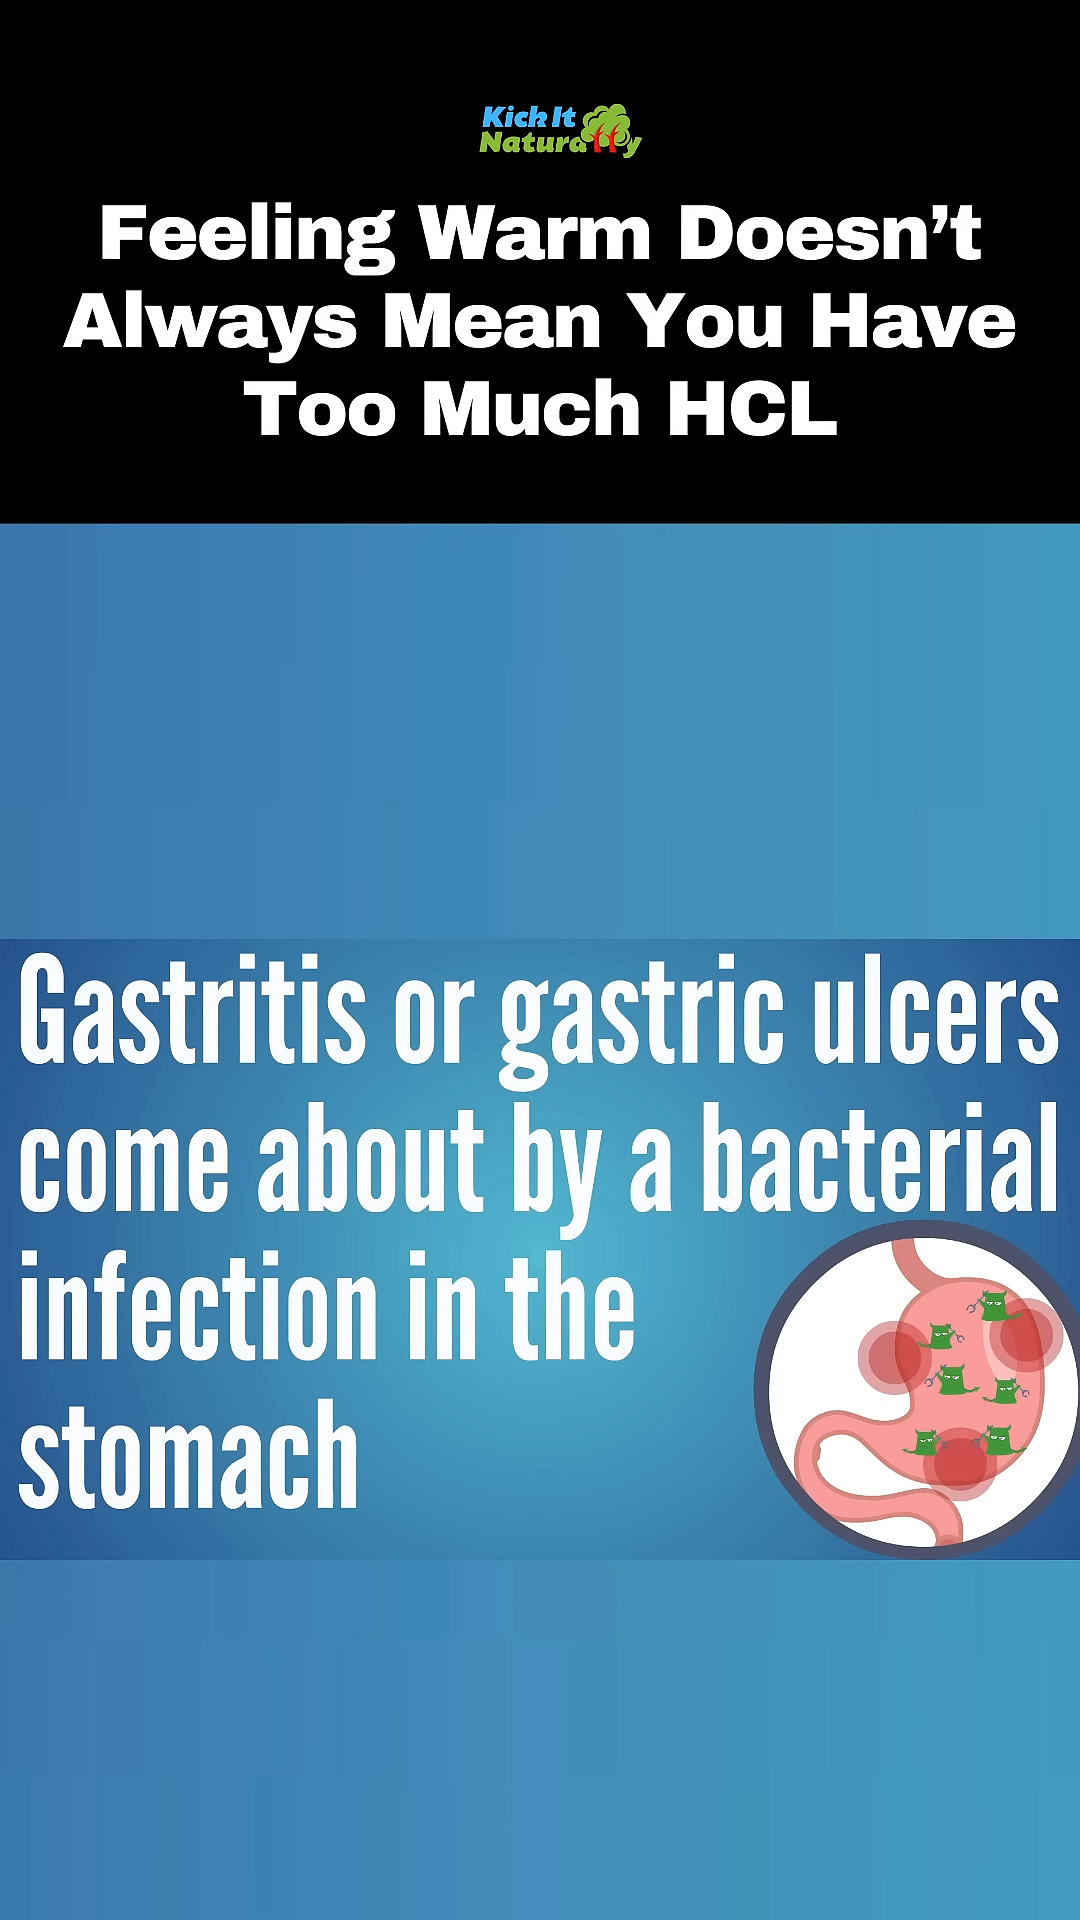 Kick It
Naturally
Feeling Warm Doesn’t
Always Mean You Have
Too Much HCL
Gastritis or gastric ulcers
come about by a bacterial
infection in the
stomach